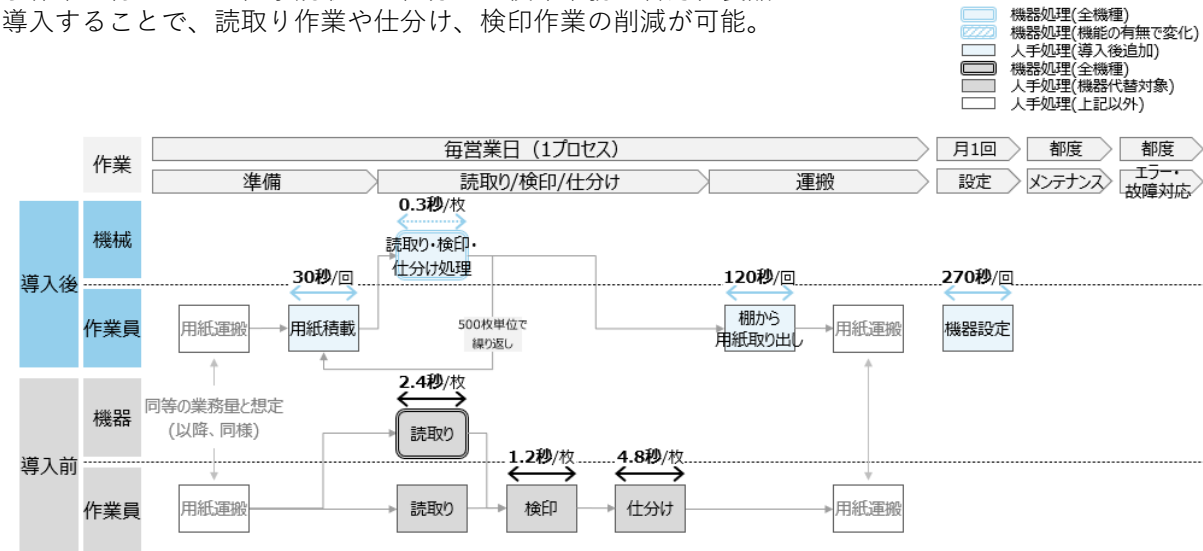 導入することで、読取り作業や仕分け、検印作業の削減が可能。
機器処理(全機種)
機器処理(機能の有無で変化)
人手処理(導入後追加)
機器処理(全機種)
人手処理(機器代替対象)
人手処理(上記以外)
作業
毎営業日（1プロセス）
月1回
都度
都度
準備
読取り/検印/仕分け
運搬
設定
メンテナンス
エラー・
故障対応
導入後
機械
0.3秒/枚
読取り・検印・
仕分け処理
30秒/回
120秒/回
270秒/回
作業員
用紙運搬
用紙積載
500枚単位で
繰り返し
棚から
用紙取り出し
用紙運搬
機器設定
同等の業務量と想定
(以降、同様)
導入前
機器
2.4秒/枚
読取り
1.2秒/枚
4.8秒/枚
作業員
用紙運搬
読取り
検印
仕分け
用紙運搬